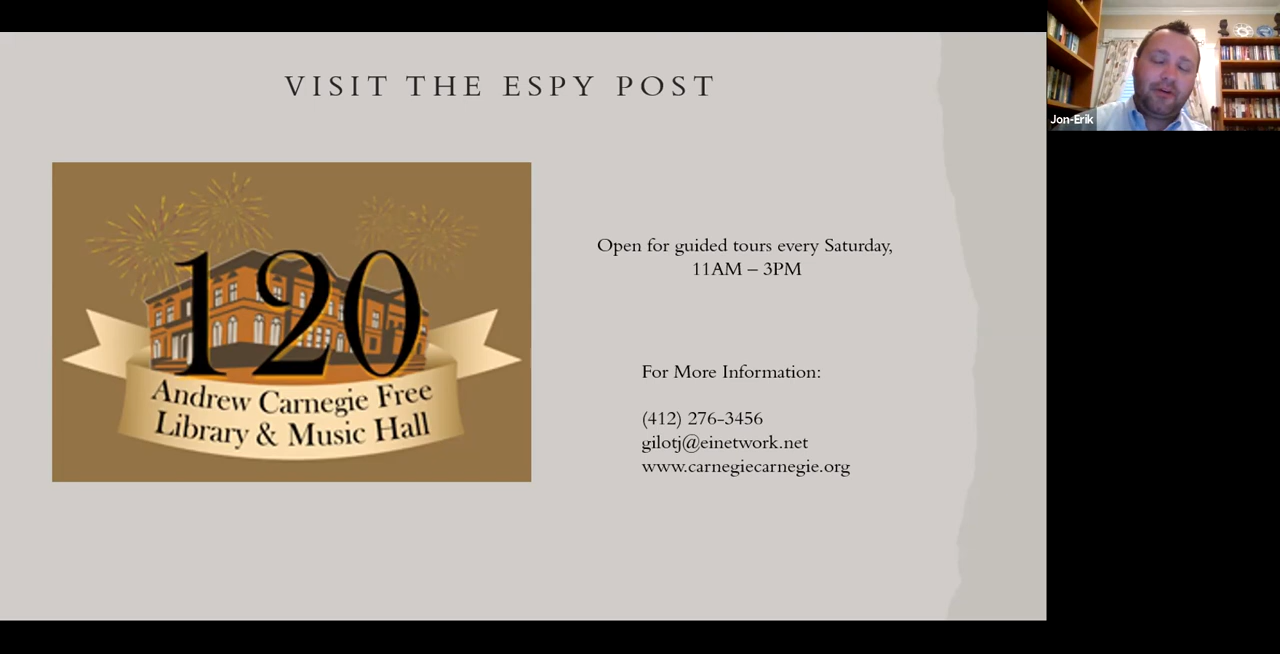 VISIT THE ESPY POST
120
Andrew Carnegie Free
Library & Music Hall
Open for guided tours every Saturday,
11AM – 3PM
For More Information:
(412) 276-3456
gilotj@einetwork.net
www.carnegiecarnegie.org
Jon-Erik